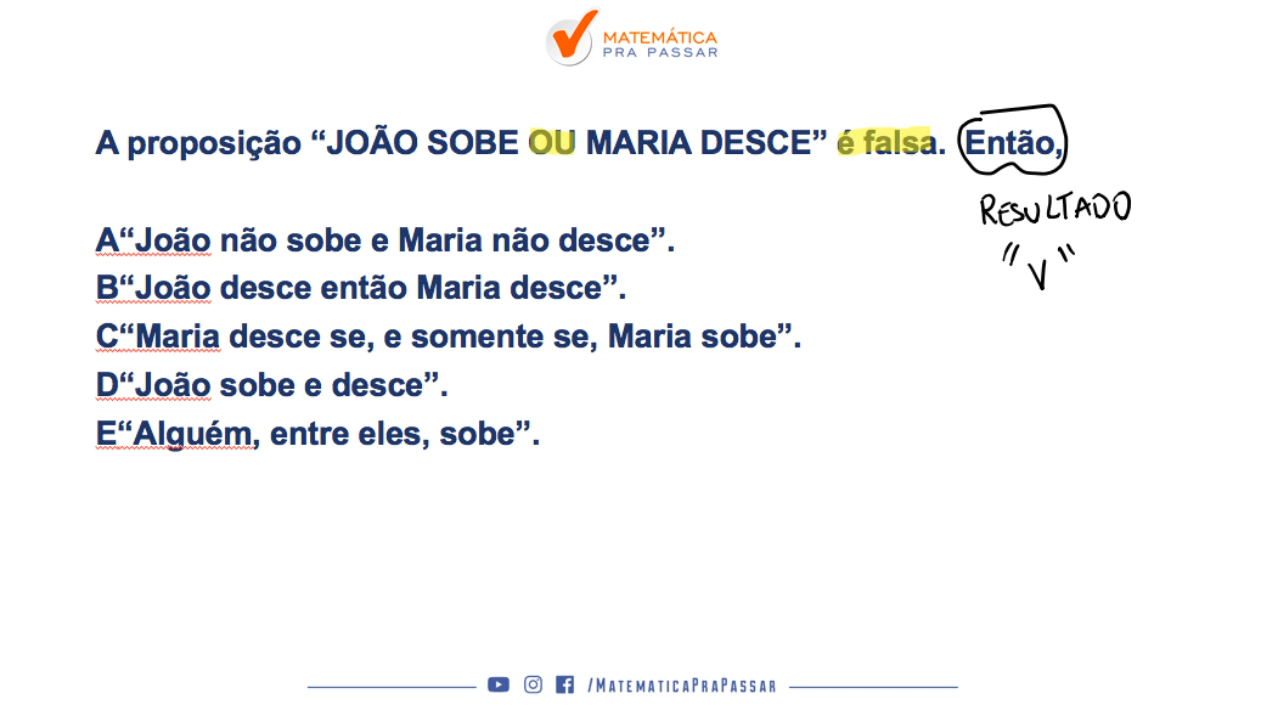 MATEMÁTICA
PRA PASSAR
A proposição “JOÃO SOBE OU MARIA DESCE” é falsa. Então,
RESULTADO
"V"
A“João não sobe e Maria não desce”.
B“João desce então Maria desce”.
C“Maria desce se, e somente se, Maria sobe”.
D“João sobe e desce”.
E“Alguém, entre eles, sobe”.
/MATEMATICAPRAPASSAR